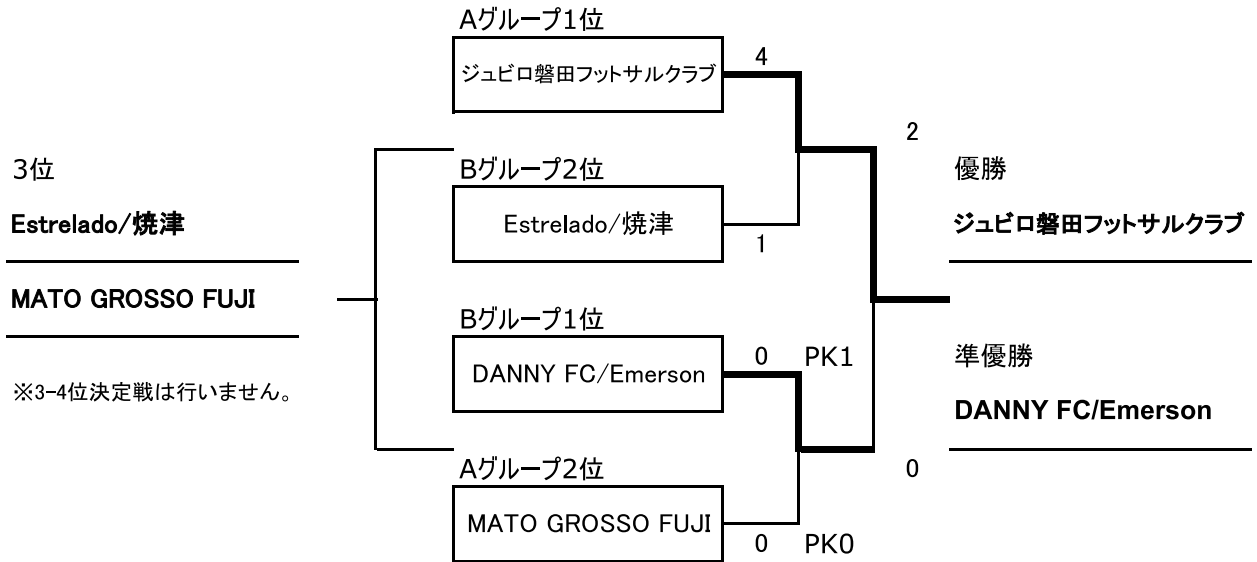 Aグループ1位
ジュビロ磐田フットサルクラブ
4
2
3位
Bグループ2位
優勝
Estrelado/焼津
Estrelado/焼津
1
ジュビロ磐田フットサルクラブ
MATO GROSSO FUJI
Bグループ1位
DANNY FC/Emerson
0 PK1
準優勝
※3-4位決定戦は行いません。
DANNY FC/Emerson
Aグループ2位
0
MATO GROSSO FUJI
0 PK0